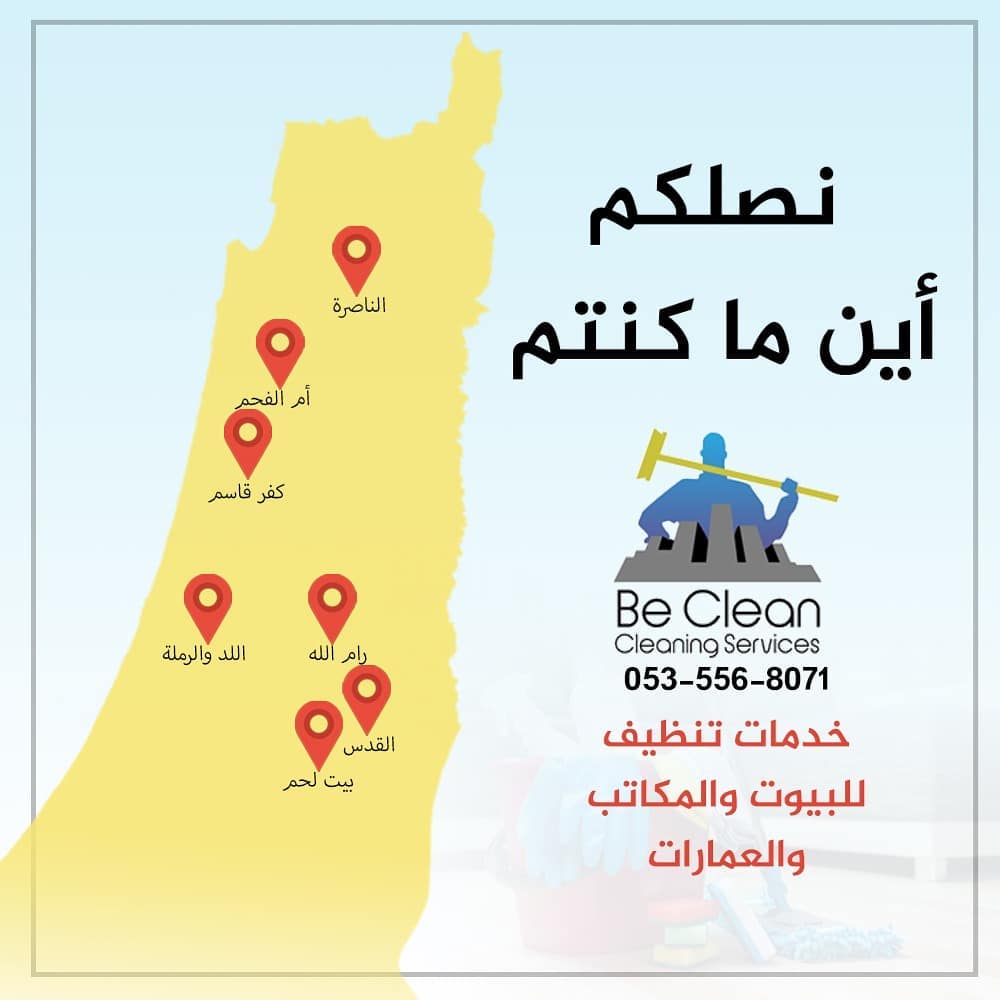 نصلكم
أين ما كنتم
الناصرة
أم الفحم
كفر قاسم
اللد والرملة
رام الله
القدس
بيت لحم
Be Clean
Cleaning Services
053-556-8071
خدمات تنظيف
للبيوت والمكاتب
والعمارات